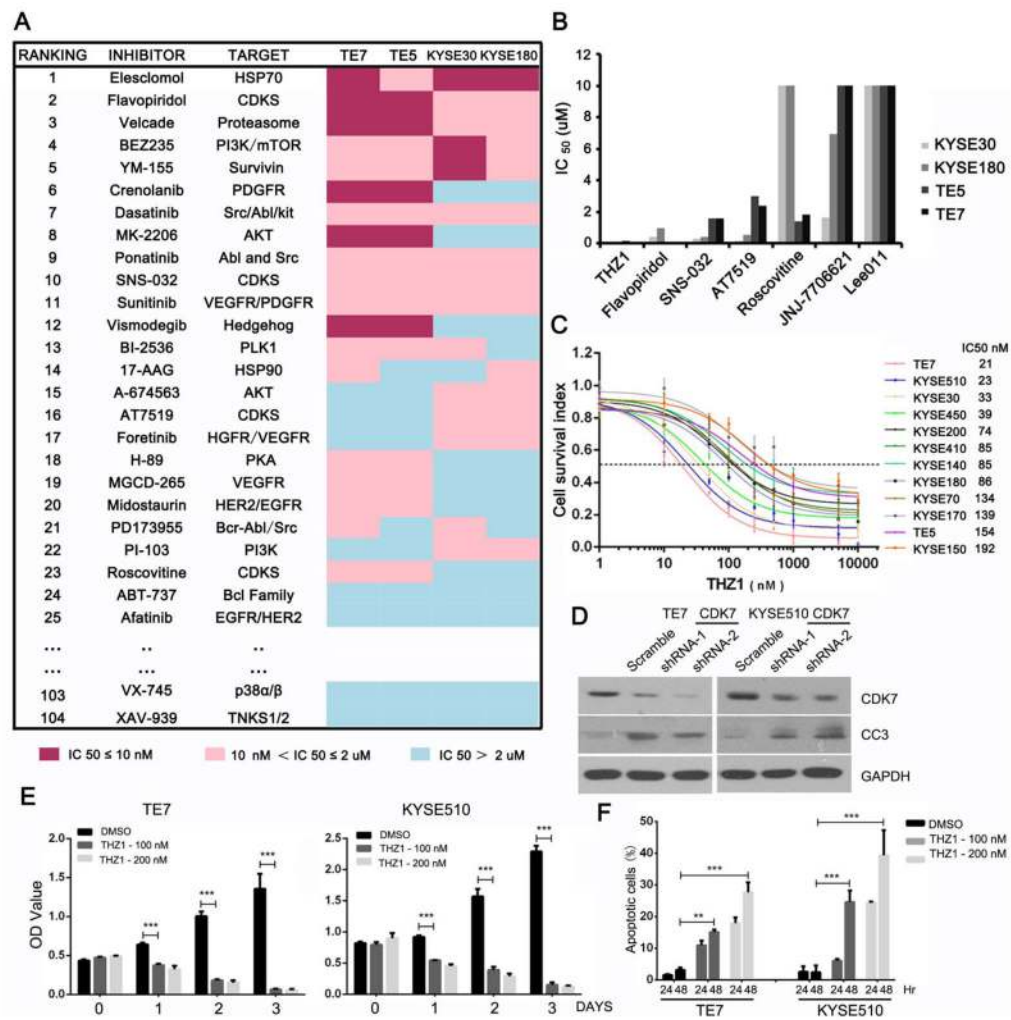 A
RANKING INHIBITOR TARGET TE7 TE5 KYSE30 KYSE180
1 Elesclomol HSP70
2 Flavopiridol CDKS
3 Velcade Proteasome
4 BEZ235 PI3K/mTOR
5 YM-155 Survivin
6 Crenolanib PDGFR
7 Dasatinib Src/Abl/kit
8 MK-2206 AKT
9 Ponatinib Abl and Src
10 SNS-032 CDKS
11 Sunitinib VEGFR/PDGFR
12 Vismodegib Hedgehog
13 BI-2536 PLK1
14 17-AAG HSP90
15 A-674563 AKT
16 AT7519 CDKS
17 Foretinib HGFR/VEGFR
18 H-89 PKA
19 MGCD-265 VEGFR
20 Midostaurin HER2/EGFR
21 PD173955 Bcr-Abl/Src
22 PI-103 PI3K
23 Roscovitine CDKS
24 ABT-737 Bcl Family
25 Afatinib EGFR/HER2
... .. ...
... ... ...
103 VX-745 p38α/β
104 XAV-939 TNKS1/2
IC 50 ≤ 10 nM 10 nM < IC 50 ≤ 2 uM IC 50 > 2 uM
B
IC 50 (uM)
12
10
8
6
4
2
0
THZ1 Flavopiridol SNS-032 AT7519 Roscovitine JNJ-7706621 Lee011
KYSE30
KYSE180
TE5
TE7
C
Cell survival index
1.2
1.0
0.8
0.6
0.4
0.2
0.0
1 10 100 1000 10000
THZ1 ( nM )
IC50 nM
TE7 21
KYSE510 23
KYSE30 33
KYSE450 39
KYSE200 74
KYSE410 85
KYSE140 85
KYSE180 86
KYSE70 134
KYSE170 139
TE5 154
KYSE150 192
D
TE7 CDK7 KYSE510 CDK7
Scramble shRNA-1 shRNA-2 Scramble shRNA-1 shRNA-2
CDK7
CC3
GAPDH
E
TE7
DMSO
THZ1 - 100 nM
THZ1 - 200 nM
OD Value
2.5
2.0
1.5
1.0
0.5
0.0
*** *** ***
0 1 2 3
KYSE510
DMSO
THZ1 - 100 nM
THZ1 - 200 nM
2.5
2.0
1.5
1.0
0.5
0.0
*** *** ***
0 1 2 3 DAYS
F
Apoptotic cells (%)
50
40
30
20
10
0
** *** *** ***
DMSO
THZ1 - 100 nM
THZ1 - 200 nM
24 48 24 48 24 48 24 48 24 48 24 48 Hr
TE7 KYSE510